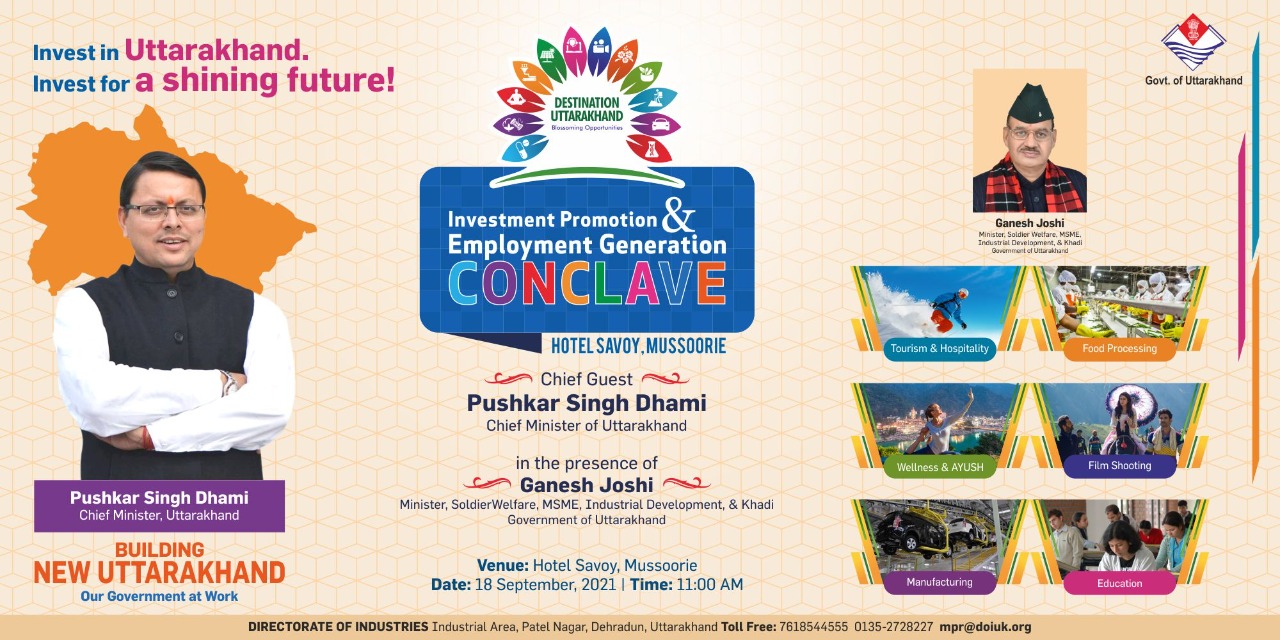 Invest in Uttarakhand.
Invest for a shining future!
Pushkar Singh Dhami
Chief Minister, Uttarakhand
BUILDING
NEW UTTARAKHAND
Our Government at Work
DESTINATION
UTTARAKHAND
Blossoming Opportunities
Investment Promotion &
Employment Generation
CONCLAVE
HOTEL SAVOY, MUSSOORIE
Chief Guest
Pushkar Singh Dhami
Chief Minister of Uttarakhand
in the presence of
Ganesh Joshi
Minister, SoldierWelfare, MSME, Industrial Development, & Khadi
Government of Uttarakhand
Venue: Hotel Savoy, Mussoorie
Date: 18 September, 2021 | Time: 11:00 AM
Govt. of Uttarakhand
Ganesh Joshi
Minister, Soldier Welfare, MSME,
Industrial Development, & Khadi
Government of Uttarakhand
Tourism & Hospitality
Food Processing
Wellness & AYUSH
Film Shooting
Manufacturing
Education
DIRECTORATE OF INDUSTRIES Industrial Area, Patel Nagar, Dehradun, Uttarakhand Toll Free: 7618544555 0135-2728227 mpr@doiuk.org